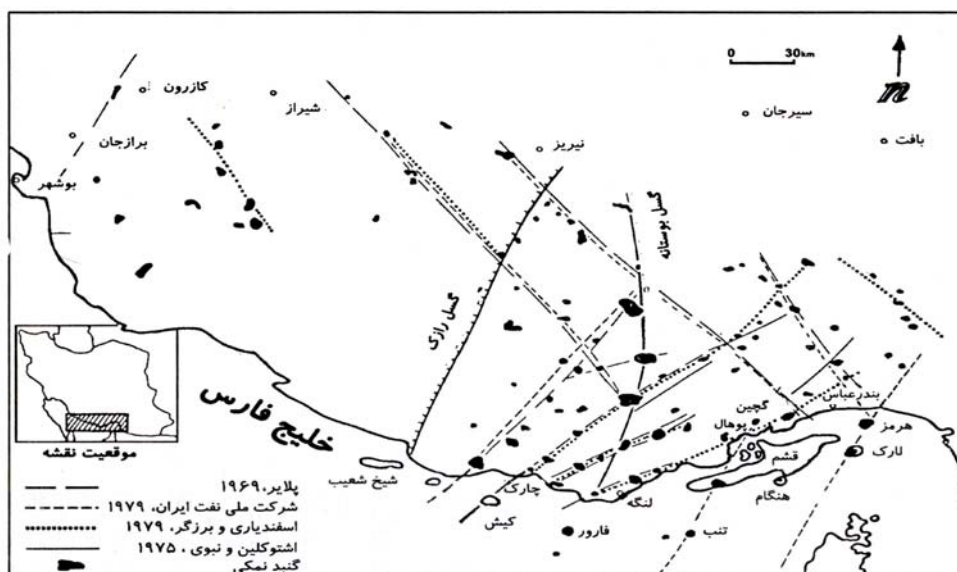 0 30km
n
کازرون
شیراز
سیرجان
بافت
برازجان
نیریز
بوشهر
گسل بوستانه
گسل رازک
خلیج فارس
موقعیت نقشه
بندرعباس
گچین
پوهال
هرمز
قشم
لارک
شیخ شعیب
چارک
لنگه
هنگام
کیش
فارور
تنب
پلایر، ۱۹۶۹
شرکت ملی نفت ایران، ۱۹۷۹
اسفندیاری و برزگر، ۱۹۷۹
اشتوکلین و نبوی، ۱۹۷۵
گنبد نمکی